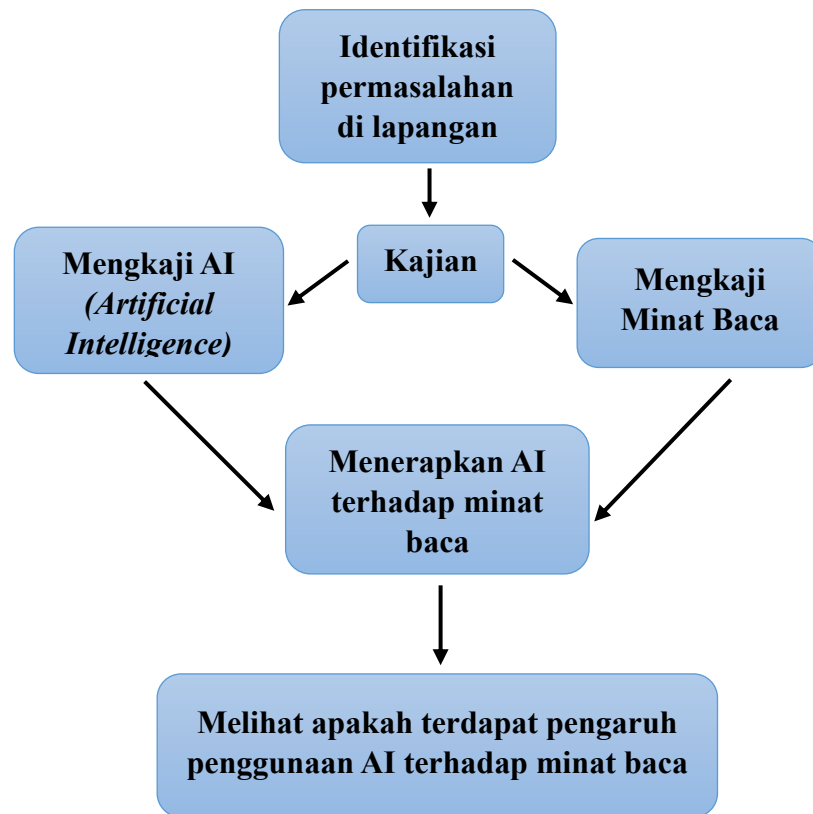 Identifikasi
permasalahan
di lapangan
Kajian
Mengkaji AI
(Artificial
Intelligence)
Mengkaji
Minat Baca
Menerapkan AI
terhadap minat
baca
Melihat apakah terdapat pengaruh
penggunaan AI terhadap minat baca